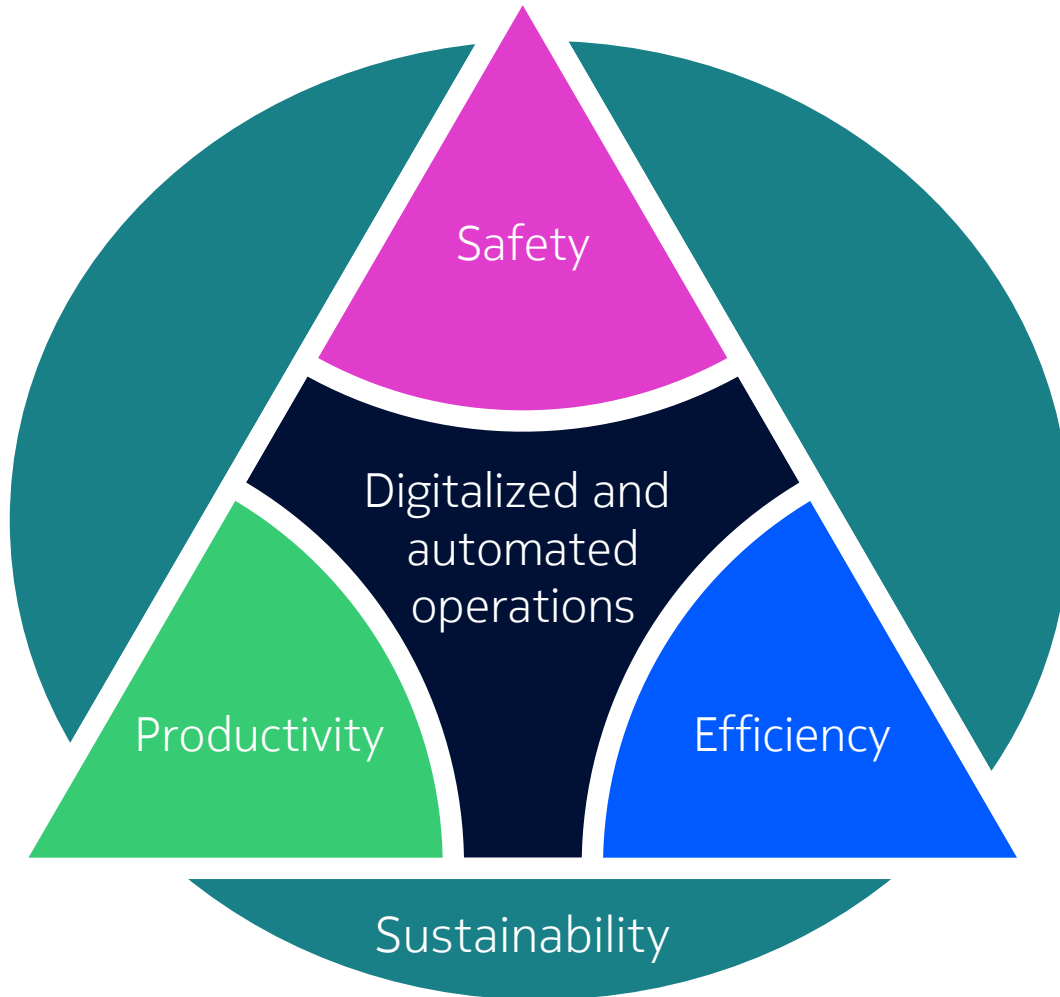 Safety
Digitalized and
automated
operations
Productivity
Efficiency
Sustainability